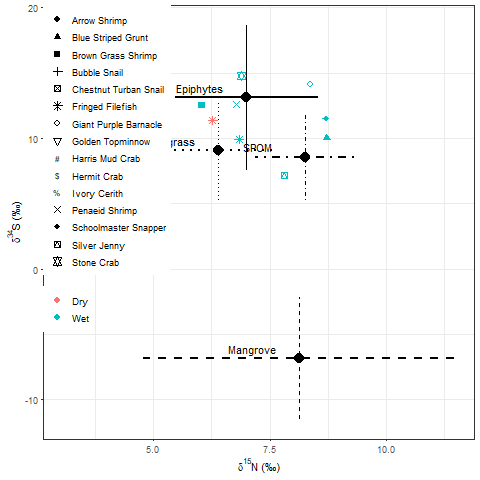 20
10
0
-10
δ34S (‰)
Arrow Shrimp
Blue Striped Grunt
Brown Grass Shrimp
Bubble Snail
Chestnut Turban Snail
Fringed Filefish
Giant Purple Barnacle
Golden Topminnow
# Harris Mud Crab
$ Hermit Crab
% Ivory Cerith
Penaeid Shrimp
Schoolmaster Snapper
Silver Jenny
Stone Crab
Dry
Wet
Epiphytes
grass
SPOM
Mangrove
5.0 7.5 10.0
δ15N (‰)